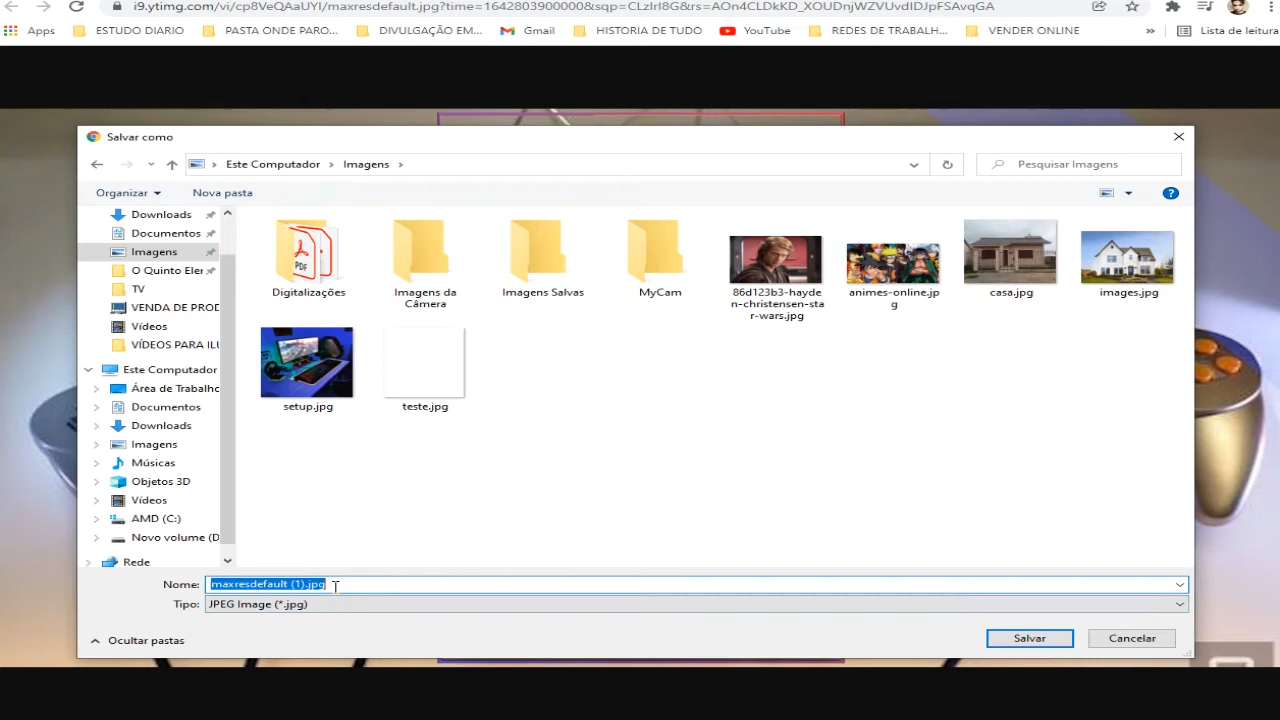 i9.ytimg.com/vi/cp8VeQAaUYI/maxresdefault.jpg?time=16428039000000&sqp=CLzlrI8G&rs=AOn4CLDkKD_XOUDnjWZVUvdIDJpFSAvqGA
Apps ESTUDO DIARIO PASTA ONDE PARO... DIVULGAÇÃO EM... Gmail HISTORIA DE TUDO YouTube REDES DE TRABALH... VENDER ONLINE » Lista de leitura
Salvar como
Este Computador > Imagens >
Pesquisar Imagens
Organizar
Nova pasta
Downloads
Documentos
Imagens
O Quinto Eler
TV
VENDA DE PROD
Vídeos
VÍDEOS PARA ILU
Este Computador
Área de Trabalho
Documentos
Downloads
Imagens
Músicas
Objetos 3D
Vídeos
AMD (C:)
Novo volume (D
Rede
PDF
Digitalizações
Imagens da
Câmera
Imagens Salvas
MyCam
86d123b3-hayde
n-christensen-sta
r-wars.jpg
animes-online.jp
g
casa.jpg
images.jpg
setup.jpg
teste.jpg
Nome: maxresdefault (1).jpg
Tipo: JPEG Image (*.jpg)
Ocultar pastas
Salvar
Cancelar